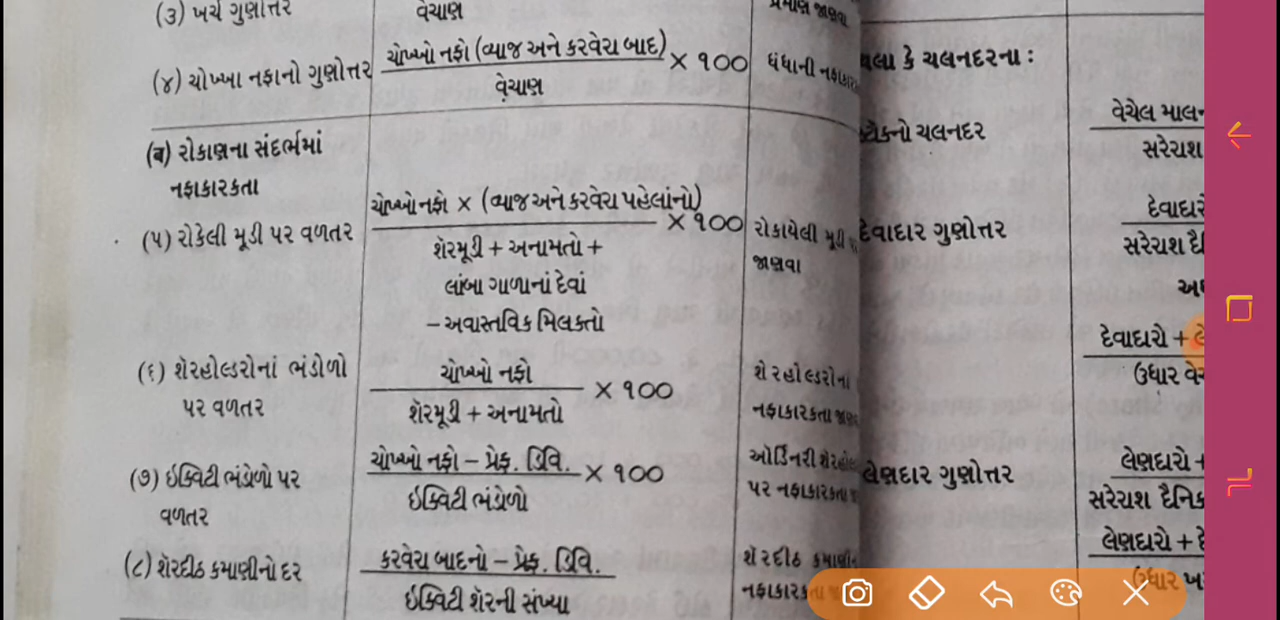 (૩) ખર્ચ ગુણોત્તર
વેચાણ
પ્રમાણ જાણવા
(૪) ચોખ્ખા નફાનો ગુણોત્તર
ચોખ્ખો નફો (વ્યાજ અને કરવેરા બાદ)
વેચાણ
× ૧૦૦
ધંધાની નફાકાર
(બ) રોકાણના સંદર્ભમાં
નફાકારકતા
(૫) રોકેલી મૂડી પર વળતર
ચોખ્ખો નફો × (વ્યાજ અને કરવેરા પહેલાંનો)
× ૧૦૦
શેરમૂડી + અનામતો +
લાંબા ગાળાનાં દેવાં
– અવાસ્તવિક મિલકતો
રોકાયેલી મૂડી
જાણવા
(૬) શૅરહોલ્ડરોનાં ભંડોળો
પર વળતર
ચોખ્ખો નફો
શેરમૂડી + અનામતો
× ૧૦૦
શેરહોલ્ડરોનાં
નફાકારકતા
(૭) ઇક્વિટી ભંડોળો પર
વળતર
ચોખ્ખો નફો – પ્રેફ. ડિવિ.
ઇક્વિટી ભંડોળો
× ૧૦૦
ઓર્ડિનરી
પર નફાકારકતા
(૮) શૅરદીઠ કમાણીનો દર
કરવેરા બાદનો – પ્રેફ. ડિવિ.
ઇક્વિટી શૅરની સંખ્યા
શૅરદીઠ કમાણી
કે ચલનદરના :
ચલનદર
વેચેલ માલન
સરેરાશ
દેવાદાર ગુણોત્તર
દેવાદારો
સરેરાશ
દેવાદારો +
ઉધાર
લેણદાર ગુણોત્તર
લેણદારો +
સરેરાશ દૈનિક
લેણદારો +